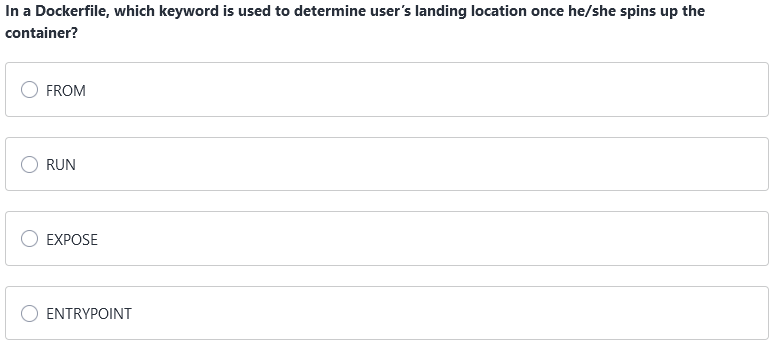 In a Dockerfile, which keyword is used to determine user's landing location once he/she spins up the
container?
FROM
RUN
EXPOSE
ENTRYPOINT